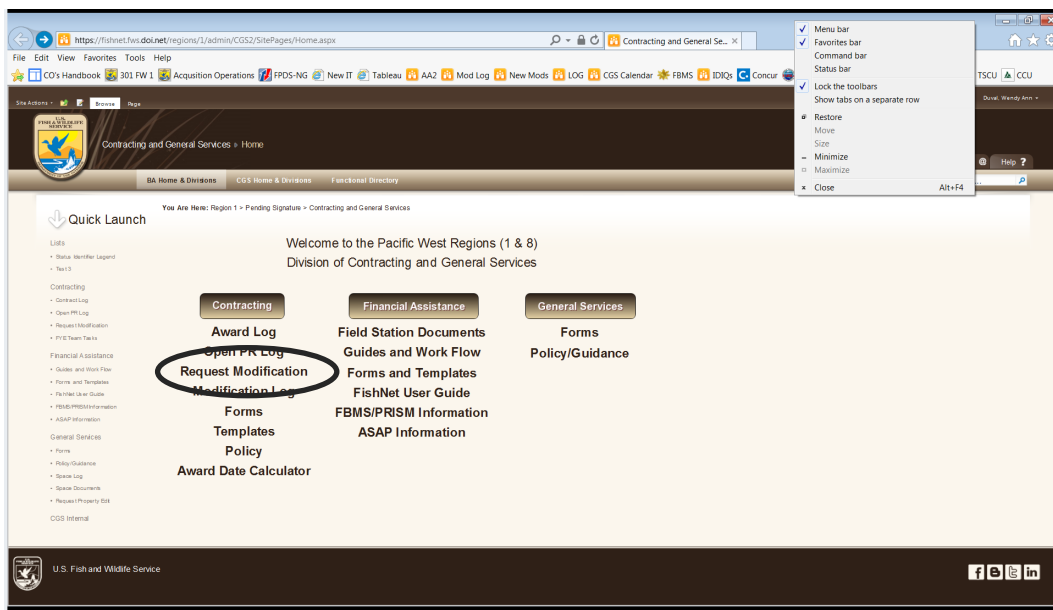 https://fishnet.fws.doi.net/regions/1/admin/CGS2/SitePages/Home.aspx
Contracting and General Se...
File Edit View Favorites Tools Help
CO's Handbook 301 FW 1 Acqusition Operations FPDS-NG New IT Tableau AA2 Mod Log New Mods LOG CGS Calendar FBMS IDIQs Concur TSCU CCU
Menu bar
Favorites bar
Command bar
Status bar
Lock the toolbars
Show tabs on a separate row
Restore
Move
Size
Minimize
Maximize
Close Alt+F4
Site Actions Browse Page
Duval, Wendy Ann
U.S.
FISH & WILDLIFE
SERVICE
Contracting and General Services Home
Help ?
BA Home & Divisions CGS Home & Divisions Functional Directory
Quick Launch
You Are Here: Region 1 > Pending Signature > Contracting and General Services
Lists
Status Identifier Legend
Test 3
Contracting
Contract Log
Open PR Log
Request Modification
FYE Team Tasks
Financial Assistance
Guides and Work Flow
Forms and Templates
FishNet User Guide
FBMS/PRISM Information
ASAP Information
General Services
Forms
Policy/Guidance
Space Log
Space Documents
Request Property Edit
CGS Internal
Welcome to the Pacific West Regions (1 & 8)
Division of Contracting and General Services
Contracting
Award Log
Open PR Log
Request Modification
Modification Log
Forms
Templates
Policy
Award Date Calculator
Financial Assistance
Field Station Documents
Guides and Work Flow
Forms and Templates
FishNet User Guide
FBMS/PRISM Information
ASAP Information
General Services
Forms
Policy/Guidance
U.S. Fish and Wildlife Service